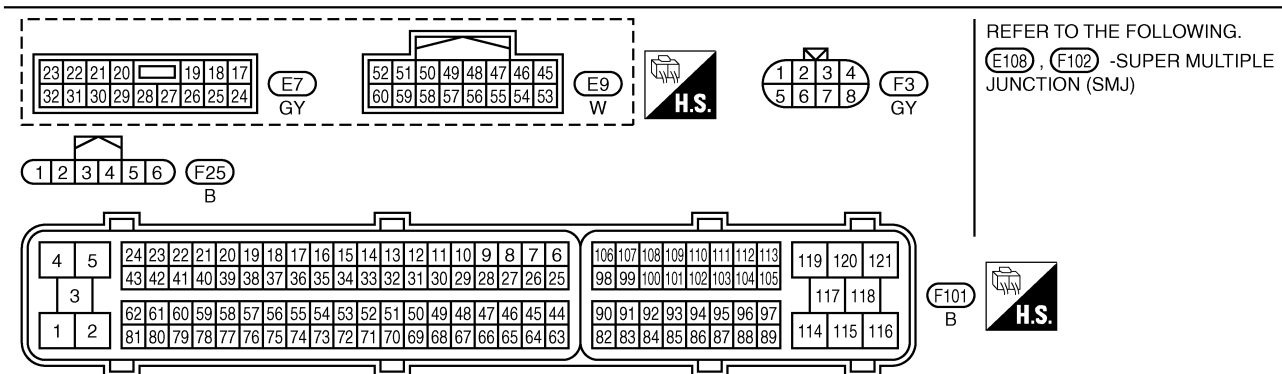 23 22 21 20 19 18 17
32 31 30 29 28 27 26 25 24
E7
GY
52 51 50 49 48 47 46 45
60 59 58 57 56 55 54 53
E9
W
H.S.
1 2 3 4
5 6 7 8
F3
GY
REFER TO THE FOLLOWING.
E108 , F102 -SUPER MULTIPLE
JUNCTION (SMJ)
1 2 3 4 5 6
F25
B
4 5
3
1 2
24 23 22 21 20 19 18 17 16 15 14 13 12 11 10 9 8 7 6
43 42 41 40 39 38 37 36 35 34 33 32 31 30 29 28 27 26 25
62 61 60 59 58 57 56 55 54 53 52 51 50 49 48 47 46 45 44
81 80 79 78 77 76 75 74 73 72 71 70 69 68 67 66 65 64 63
106 107 108 109 110 111 112 113
98 99 100 101 102 103 104 105
90 91 92 93 94 95 96 97
82 83 84 85 86 87 88 89
119 120 121
117 118
114 115 116
F101
B
H.S.